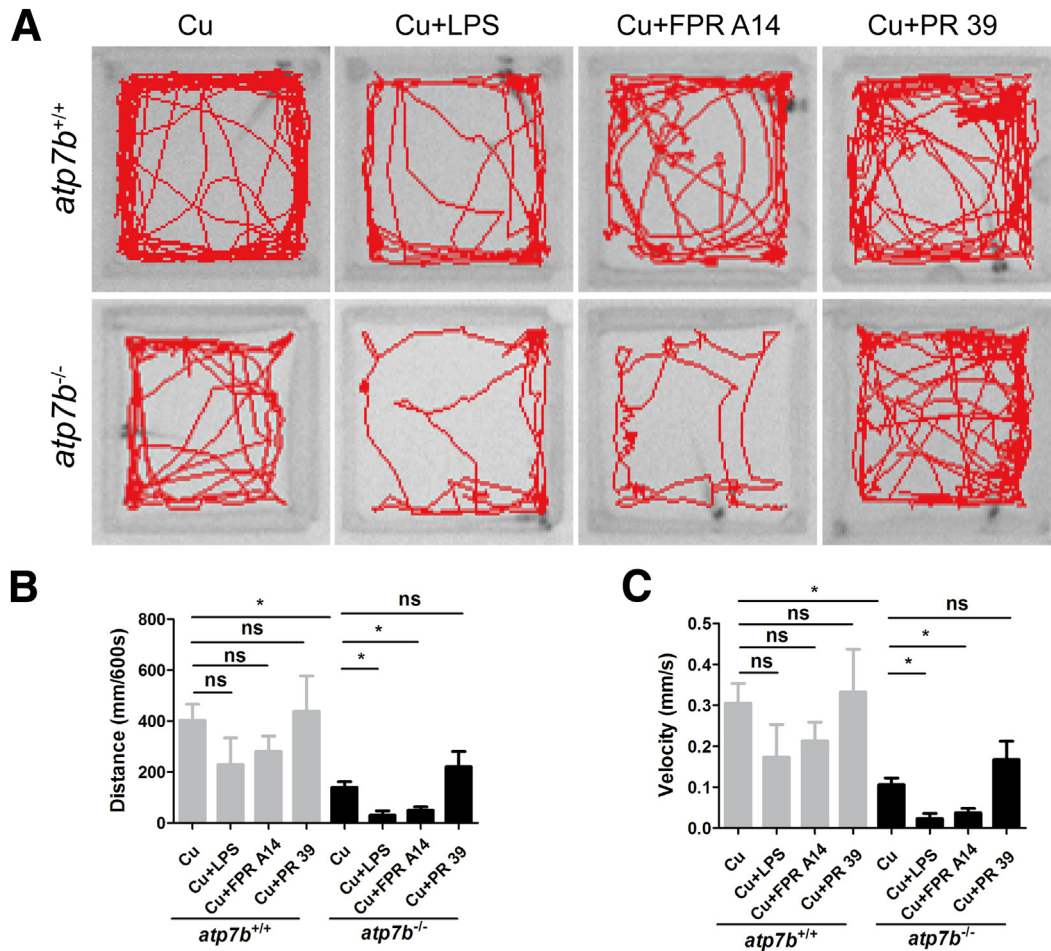 A
Cu
Cu+LPS
Cu+FPR A14
Cu+PR 39
atp7b+/+
atp7b-/-
B
Distance (mm/600s)
800
600
400
200
0
*
ns
ns
ns
ns
*
*
Cu
Cu+LPS
Cu+FPR A14
Cu+PR 39
Cu
Cu+LPS
Cu+FPR A14
Cu+PR 39
atp7b+/+
atp7b-/-
C
Velocity (mm/s)
0.5
0.4
0.3
0.2
0.1
0.0
*
ns
ns
ns
ns
*
*
Cu
Cu+LPS
Cu+FPR A14
Cu+PR 39
Cu
Cu+LPS
Cu+FPR A14
Cu+PR 39
atp7b+/+
atp7b-/-